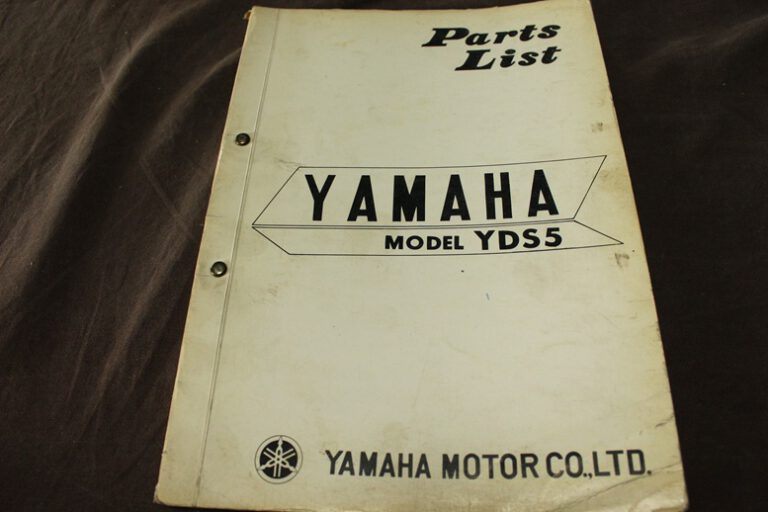 Parts
List
YAMAHA
MODEL YDS5
YAMAHA MOTOR CO.,LTD.